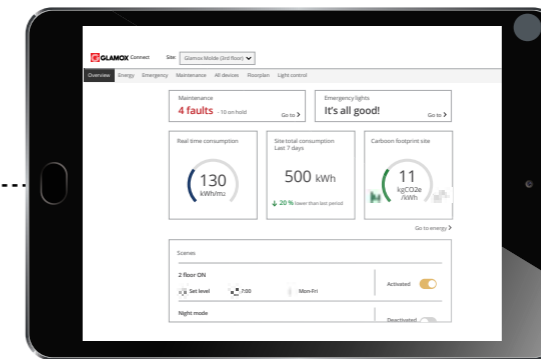 GLAMOX Connect Site: Glamox Molde (3rd floor)
Overview Energy Emergency Maintenance All devices Floorplan Light control
Maintenance
4 faults - 10 on hold
Go to >
Emergency lights
It's all good!
Go to >
Real time consumption
130
kWh/mu
Site total consumption
Last 7 days
500 kWh
↓ 20 % lower than last period
Carboon footprint site
11
kgCO2e
/kWh
Go to energy >
Scenes
2 floor ON
Set level 7:00 Mon-Fri
Activated
Night mode
Deactivated